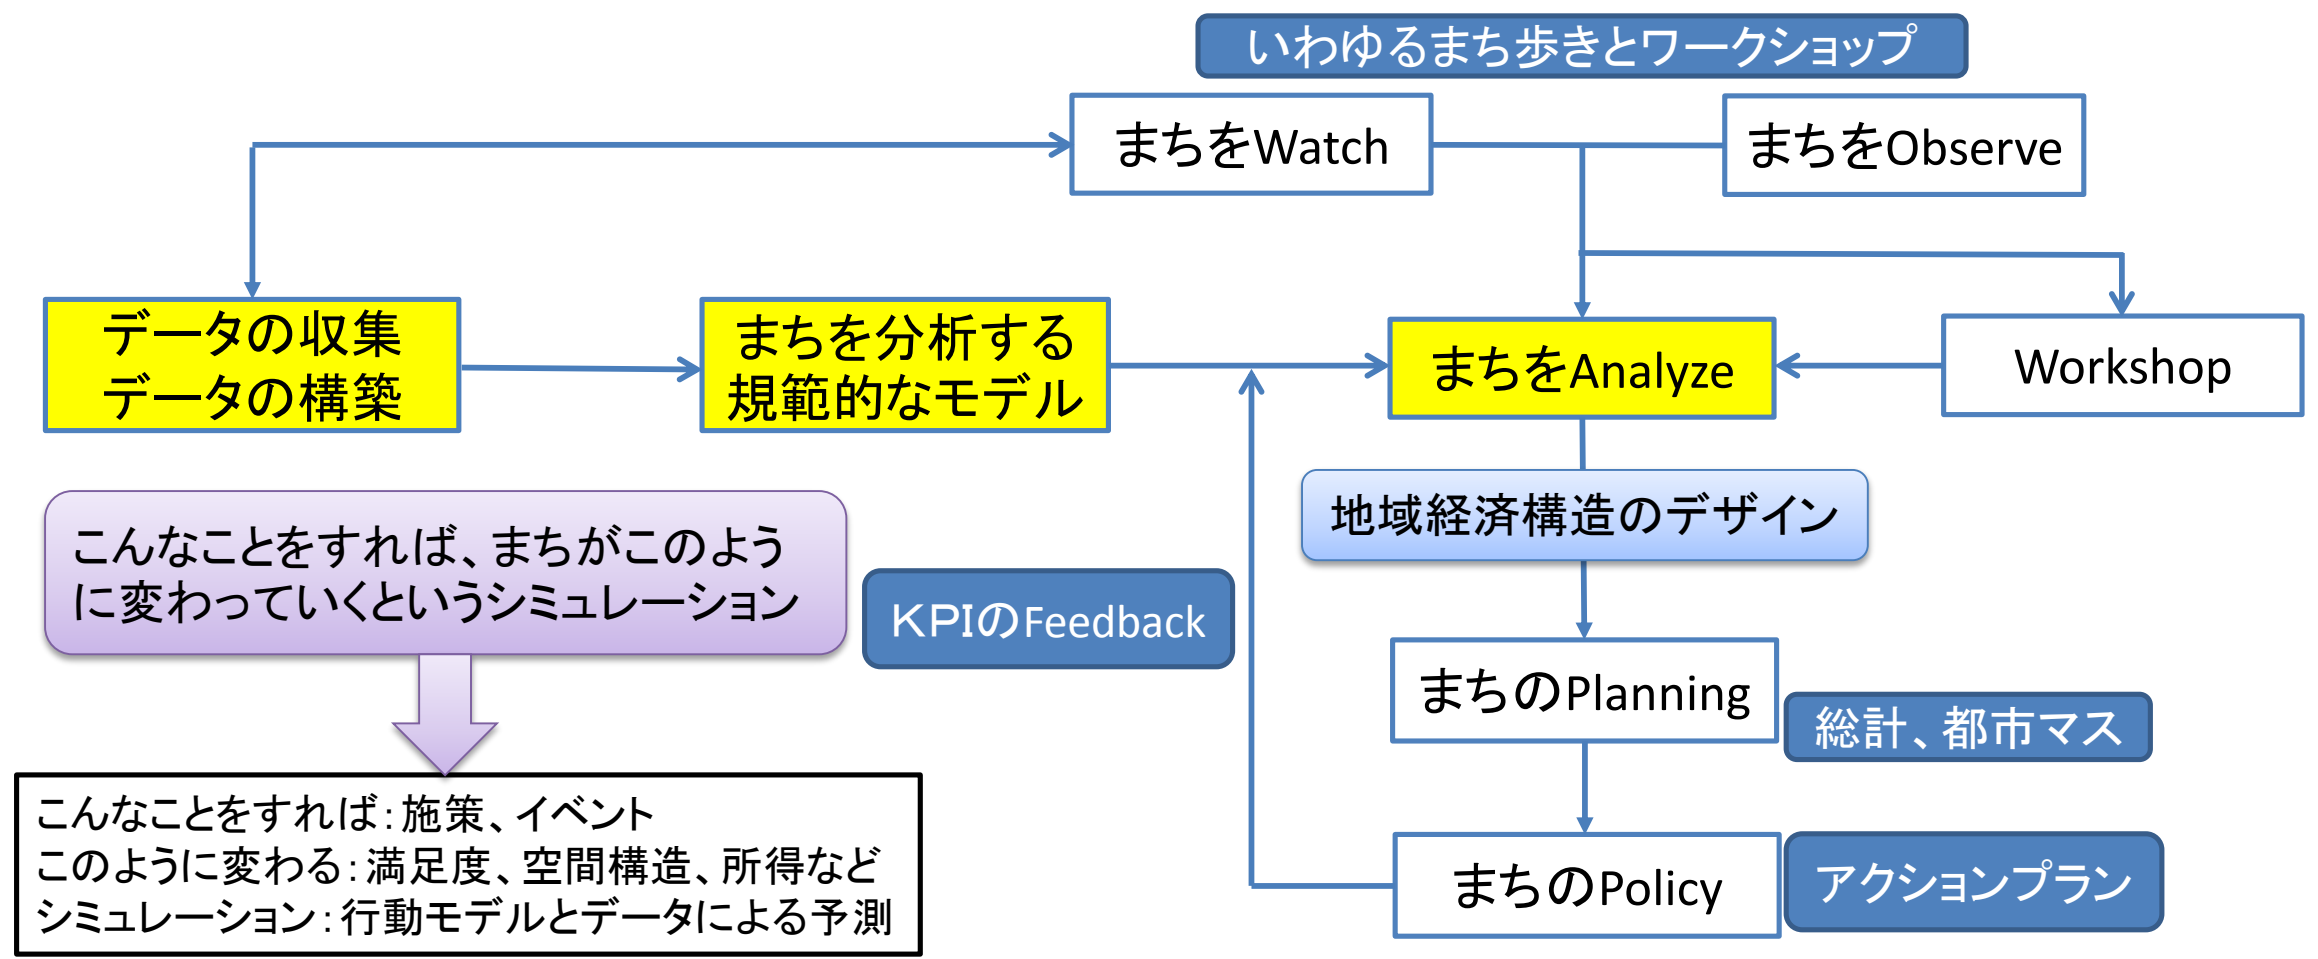 いわゆるまち歩きとワークショップ
まちをWatch
まちをObserve
データの収集
データの構築
まちを分析する
規範的なモデル
まちをAnalyze
Workshop
地域経済構造のデザイン
こんなことをすれば、まちがこのよう
に変わっていくというシミュレーション
KPIのFeedback
まちのPlanning
総計、都市マス
こんなことをすれば：施策、イベント
このように変わる：満足度、空間構造、所得など
シミュレーション：行動モデルとデータによる予測
まちのPolicy
アクションプラン